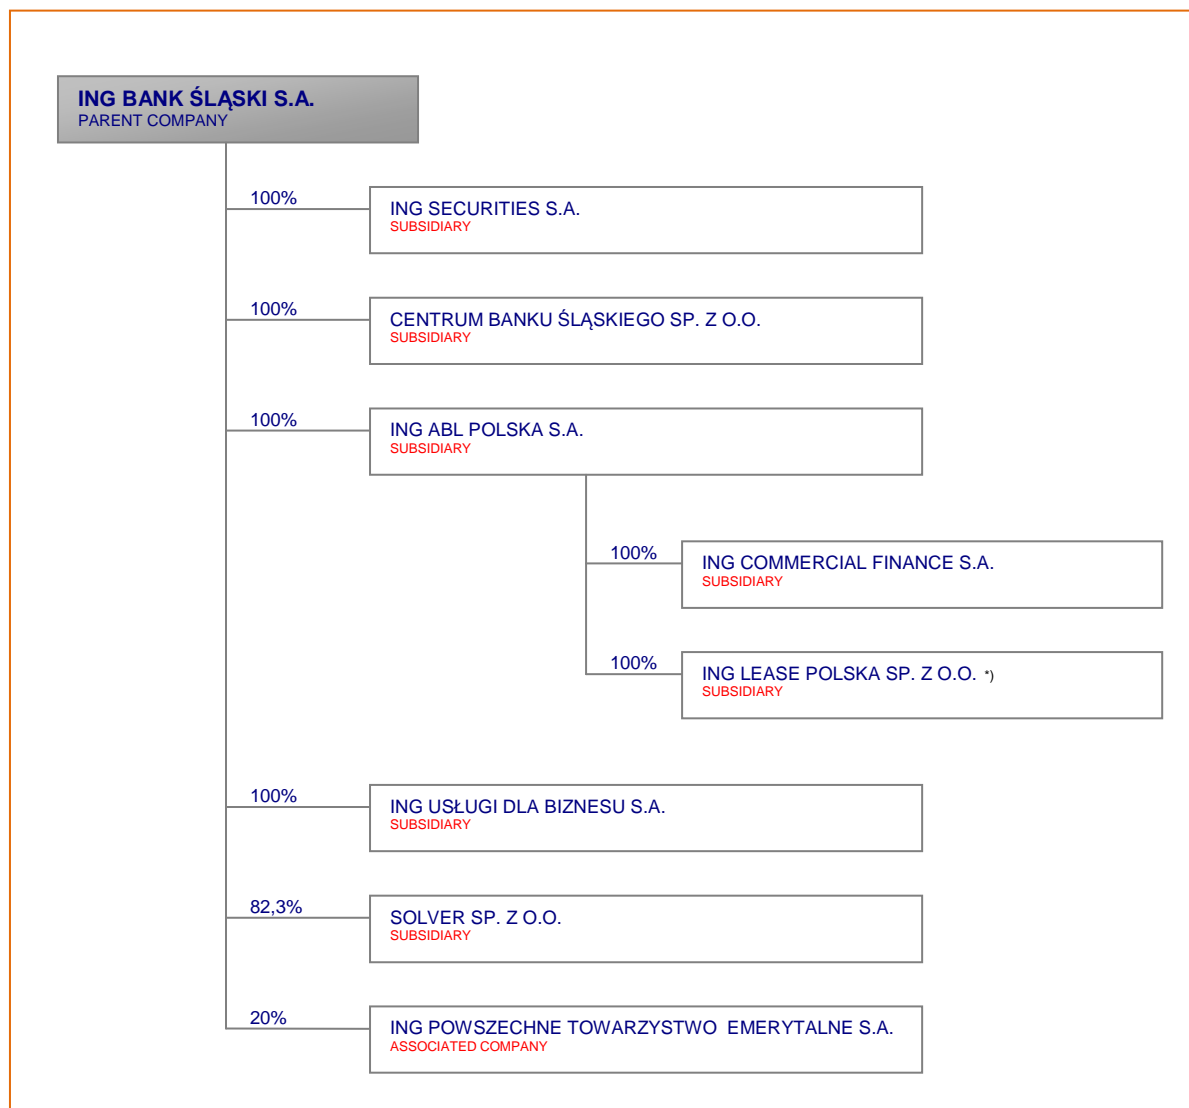 ING BANK ŚLĄSKI S.A.
PARENT COMPANY
100%
ING SECURITIES S.A.
SUBSIDIARY
100%
CENTRUM BANKU ŚLĄSKIEGO SP. Z O.O.
SUBSIDIARY
100%
ING ABL POLSKA S.A.
SUBSIDIARY
100%
ING COMMERCIAL FINANCE S.A.
SUBSIDIARY
100%
ING LEASE POLSKA SP. Z O.O. *)
SUBSIDIARY
100%
ING USŁUGI DLA BIZNESU S.A.
SUBSIDIARY
82,3%
SOLVER SP. Z O.O.
SUBSIDIARY
20%
ING POWSZECHNE TOWARZYSTWO EMERYTALNE S.A.
ASSOCIATED COMPANY